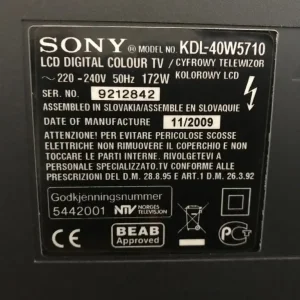 SONY ® MODEL NO. KDL-40W5710
LCD DIGITAL COLOUR TV / CYFROWY TELEWIZOR
~ 220-240V 50Hz 172W KOLOROWY LCD
SER. NO. 9212842
ASSEMBLED IN SLOVAKIA/ASSEMBLÉ EN SLOVAQUIE
DATE OF MANUFACTURE 11/2009
ATTENZIONE! PER EVITARE PERICOLOSE SCOSSE
ELETTRICHE NON RIMUOVERE IL COPERCHIO E NON
TOCCARE LE PARTI INTERNE. RIVOLGETEVI A
PERSONALE SPECIALIZZATO.TV CONFORME ALLE
PRESCRIZIONI DEL D.M. 28.8.95 E ART.1 DEL D.M. 26.3.92
Godkjenningsnummer
5442001 NTV NORGES TELEVISJON
CE BEAB Approved